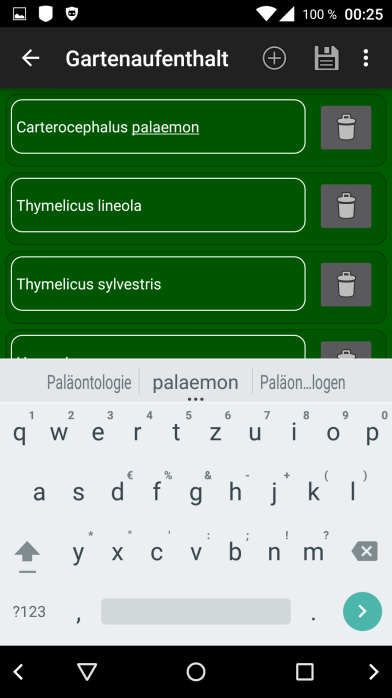 100 % 00:25
Gartenaufenthalt
Carterocephalus palaemon
Thymelicus lineola
Thymelicus sylvestris
Paläontologie palaemon Paläon...logen
1 2 3 4 5 6 7 8 9 0
q w e r t z u i o p
€ % & - + ( )
a s d f g h j k l
* " ' : ; ! ?
y x c v b n m
?123 , .